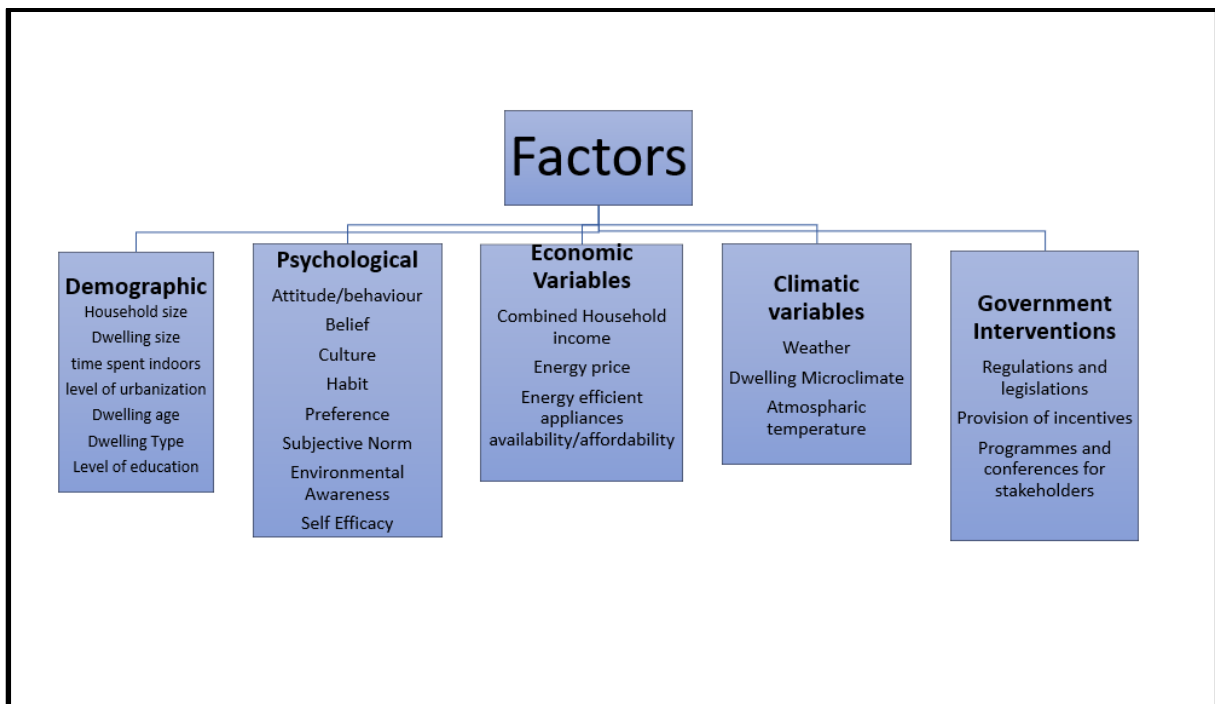 Factors
Demographic
Household size
Dwelling size
time spent indoors
level of urbanization
Dwelling age
Dwelling Type
Level of education
Psychological
Attitude/behaviour
Belief
Culture
Habit
Preference
Subjective Norm
Environmental
Awareness
Self Efficacy
Economic
Variables
Combined Household
income
Energy price
Energy efficient
appliances
availability/affordability
Climatic
variables
Weather
Dwelling Microclimate
Atmospharic
temperature
Government
Interventions
Regulations and
legislations
Provision of incentives
Programmes and
conferences for
stakeholders